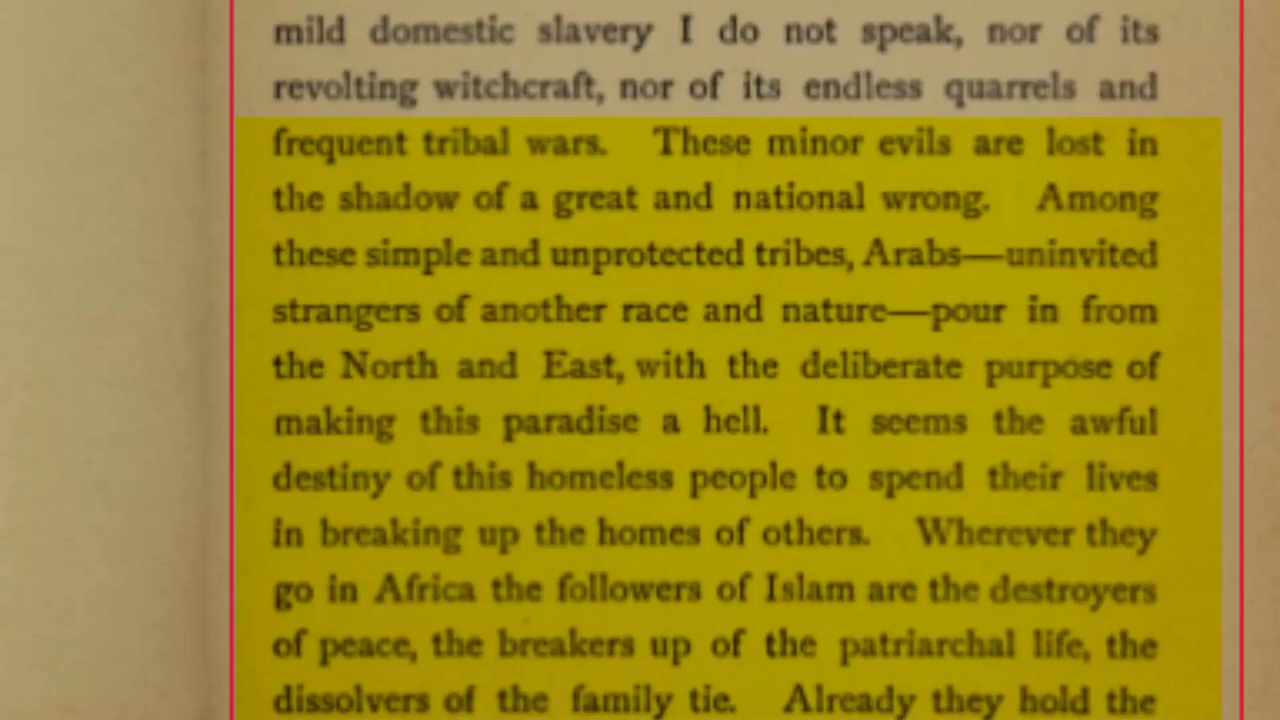 mild domestic slavery I do not speak, nor of its
revolting witchcraft, nor of its endless quarrels and
frequent tribal wars. These minor evils are lost in
the shadow of a great and national wrong. Among
these simple and unprotected tribes, Arabs—uninvited
strangers of another race and nature—pour in from
the North and East, with the deliberate purpose of
making this paradise a hell. It seems the awful
destiny of this homeless people to spend their lives
in breaking up the homes of others. Wherever they
go in Africa the followers of Islam are the destroyers
of peace, the breakers up of the patriarchal life, the
dissolvers of the family tie. Already they hold the